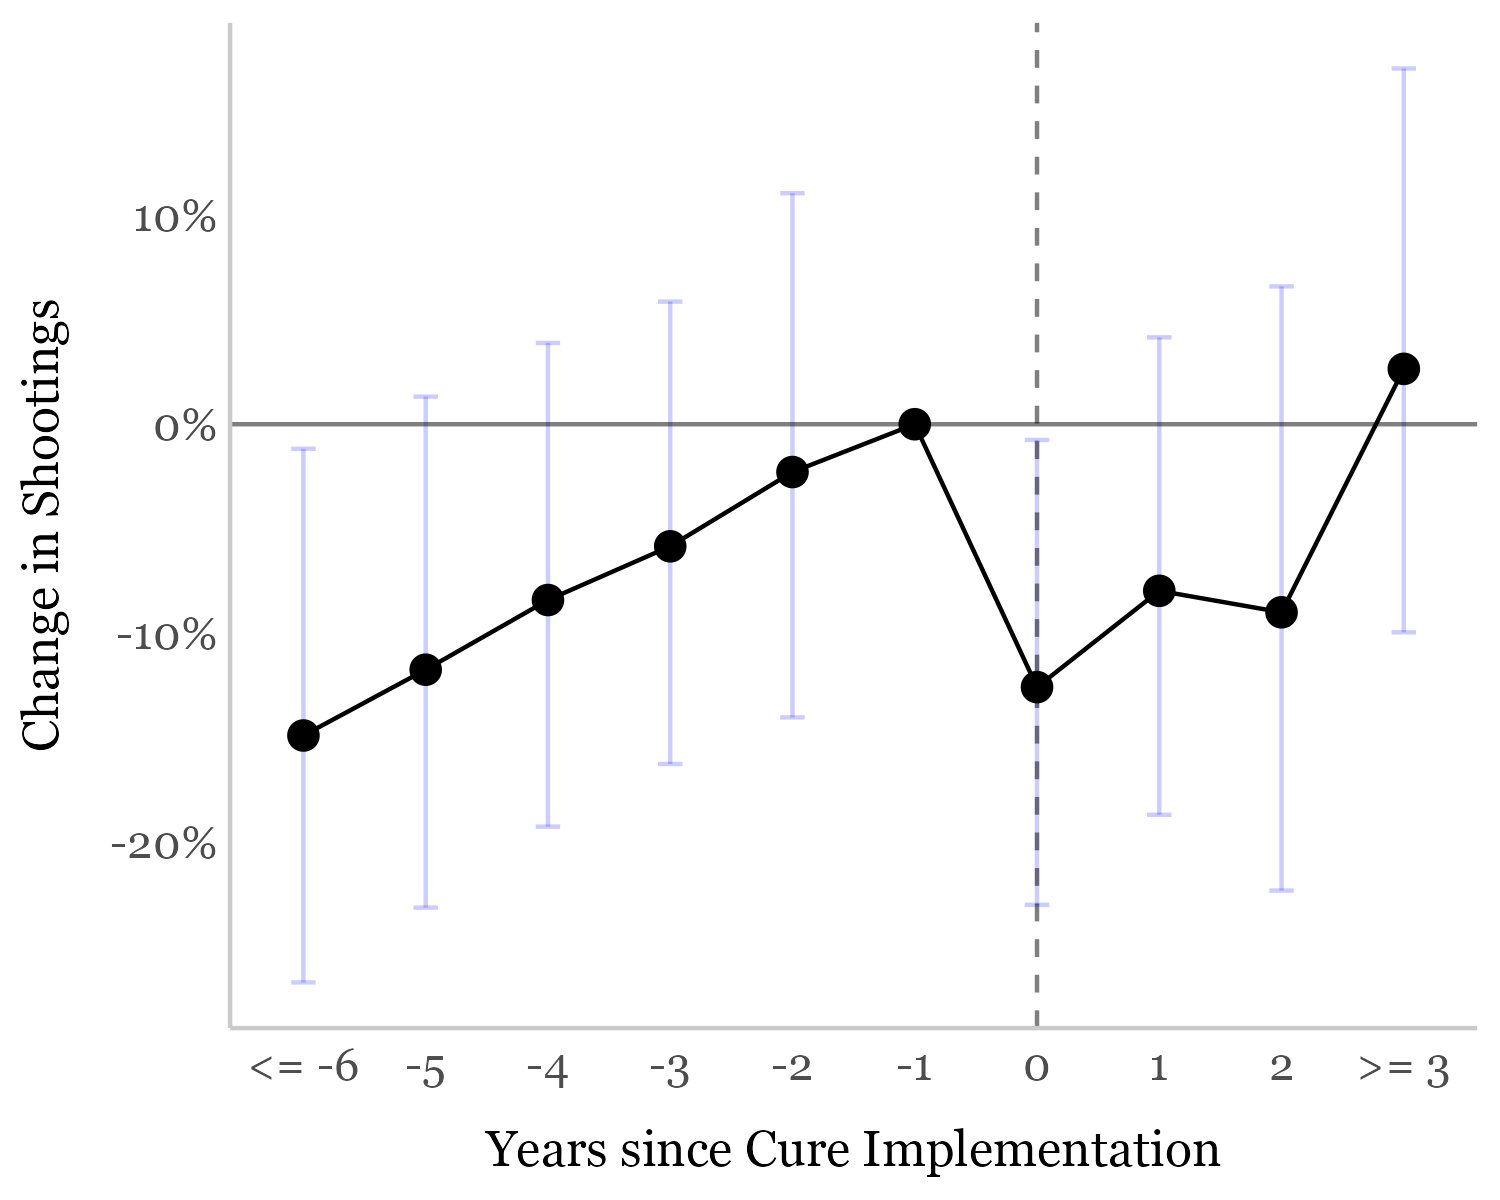 Change in Shootings
10%
0%
-10%
-20%
<= -6 -5 -4 -3 -2 -1 0 1 2 >= 3
Years since Cure Implementation